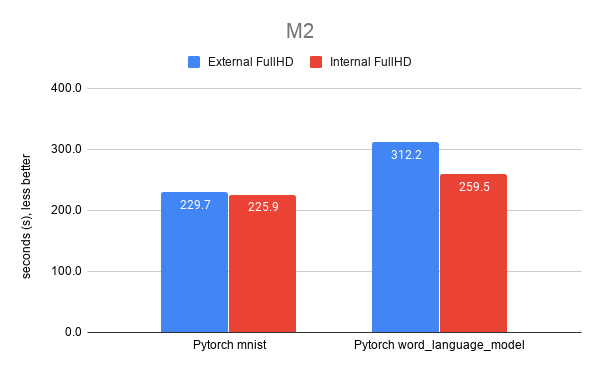 M2
External FullHD
Internal FullHD
seconds (s), less better
400.0
300.0
200.0
100.0
0.0
229.7
225.9
312.2
259.5
Pytorch mnist
Pytorch word_language_model